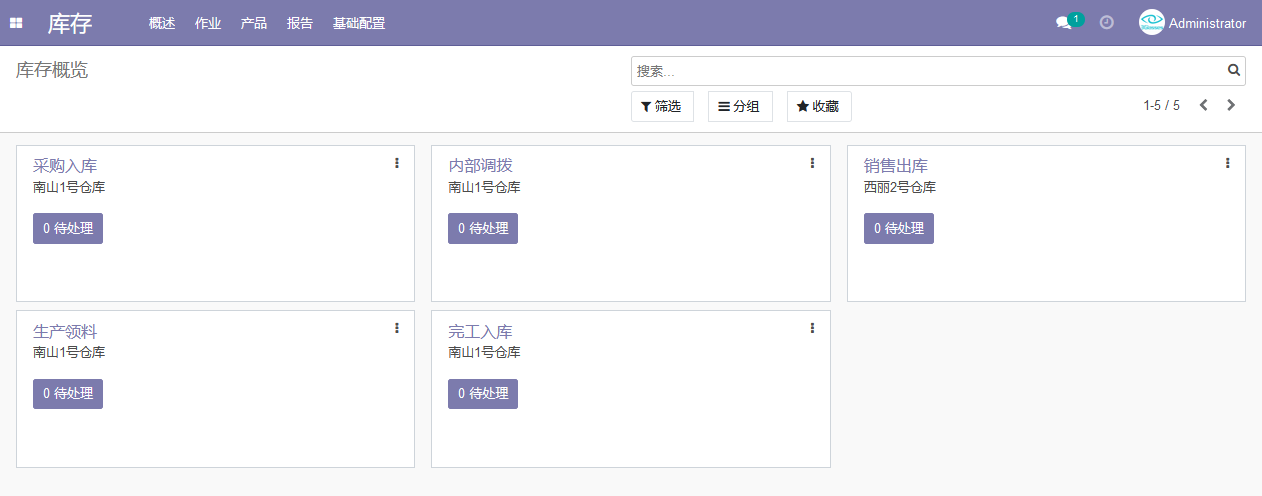 库存 概述 作业 产品 报告 基础配置 1 Administrator
库存概览
搜索...
筛选 分组 收藏 1-5 / 5
采购入库
南山1号仓库
0 待处理
内部调拨
南山1号仓库
0 待处理
销售出库
西丽2号仓库
0 待处理
生产领料
南山1号仓库
0 待处理
完工入库
南山1号仓库
0 待处理